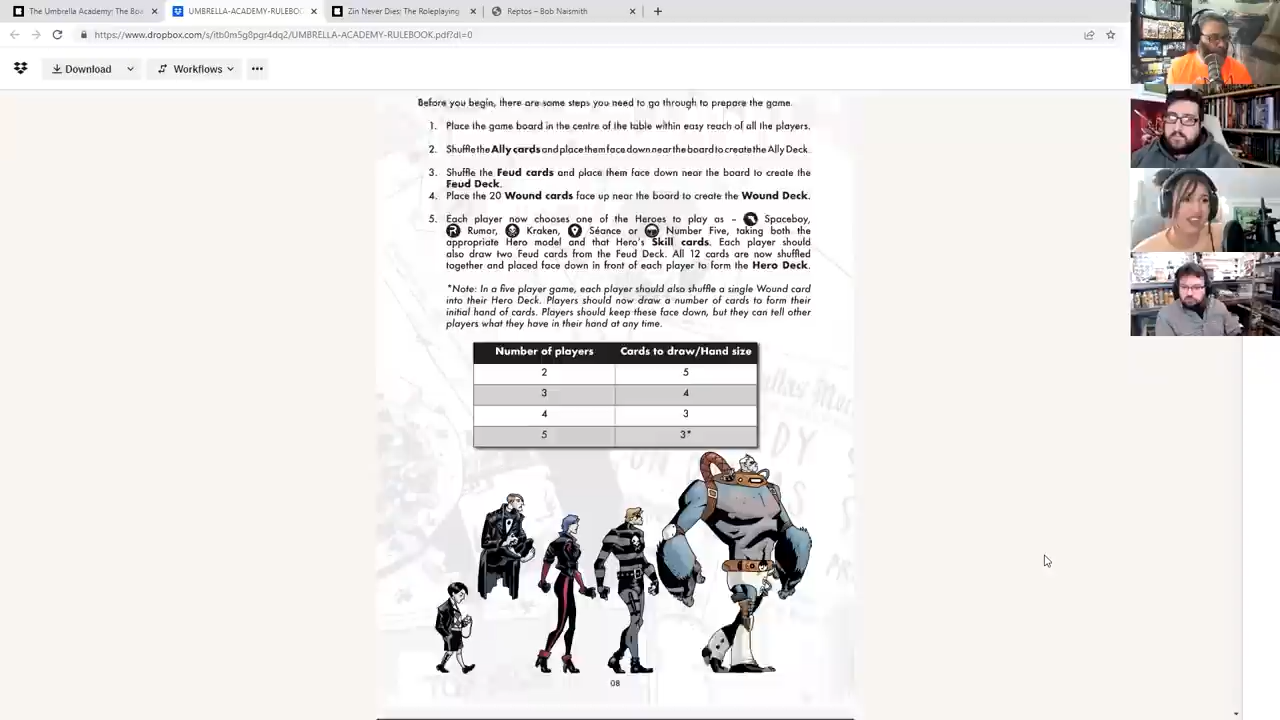 The Umbrella Academy: The Boa
UMBRELLA-ACADEMY-RULEBOO
Zin Never Dies: The Roleplaying
Reptos – Bob Naismith
https://www.dropbox.com/s/itb0m5g8pgr4dq2/UMBRELLA-ACADEMY-RULEBOOK.pdf?dl=0
Download
Workflows
Before you begin, there are some steps you need to go through to prepare the game.
1. Place the game board in the centre of the table within easy reach of all the players.
2. Shuffle the Ally cards and place them face down near the board to create the Ally Deck.
3. Shuffle the Feud cards and place them face down near the board to create the
Feud Deck.
4. Place the 20 Wound cards face up near the board to create the Wound Deck.
5. Each player now chooses one of the Heroes to play as – Spaceboy,
Rumor, Kraken, Séance or Number Five, taking both the
appropriate Hero model and that Hero's Skill cards. Each player should
also draw two Feud cards from the Feud Deck. All 12 cards are now shuffled
together and placed face down in front of each player to form the Hero Deck.
*Note: In a five player game, each player should also shuffle a single Wound card
into their Hero Deck. Players should now draw a number of cards to form their
initial hand of cards. Players should keep these face down, but they can tell other
players what they have in their hand at any time.
Number of players Cards to draw/Hand size
2 5
3 4
4 3
5 3*
08